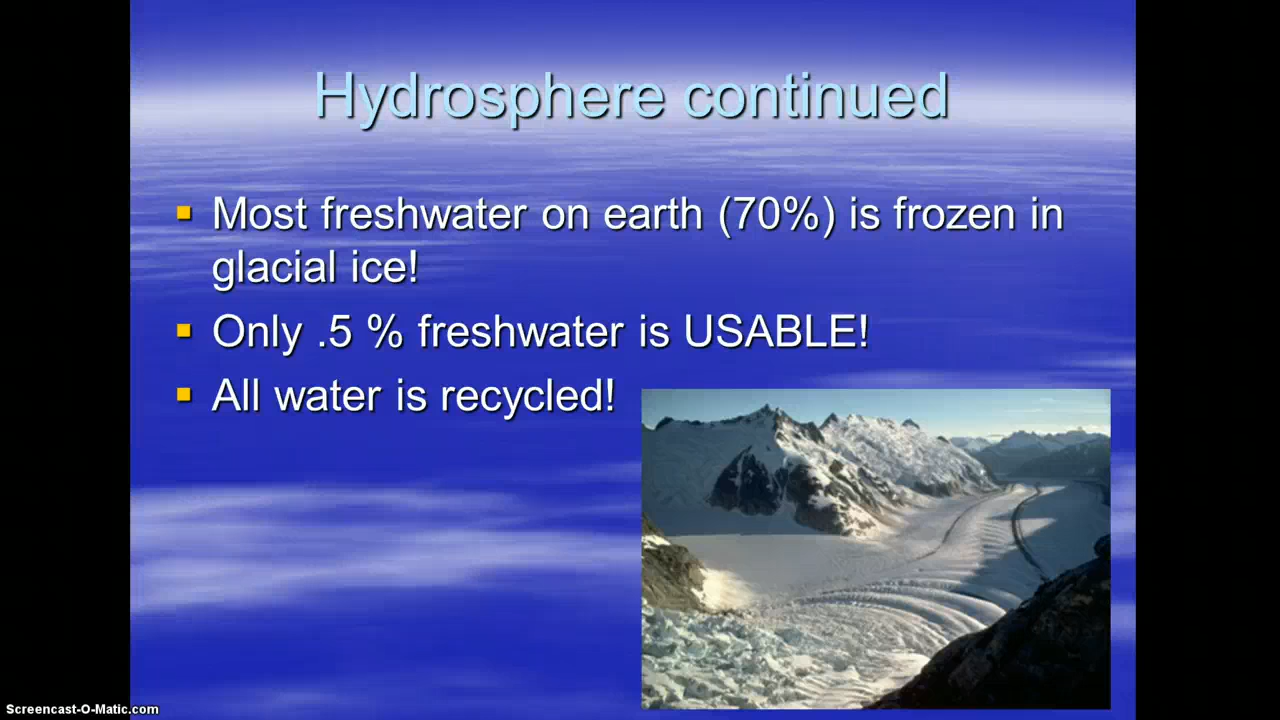 Hydrosphere continued
Most freshwater on earth (70%) is frozen in
glacial ice!
Only .5 % freshwater is USABLE!
All water is recycled!
Screencast-O-Matic.com